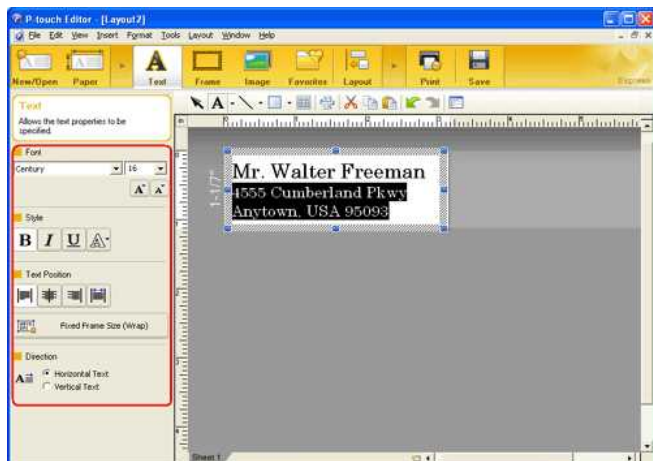 P-touch Editor - [Layout2]
File Edit View Insert Format Tools Layout Window Help
New/Open Paper Text Frame Image Favorites Layout Print Save Express
Text
Allows the text properties to be
specified.
Font
Century 16
Style
B I U A
Text Position
Fixed Frame Size (Wrap)
Direction
Horizontal Text
Vertical Text
1-1/7"
Mr. Walter Freeman
4555 Cumberland Pkwy
Anytown, USA 95093
Sheet 1